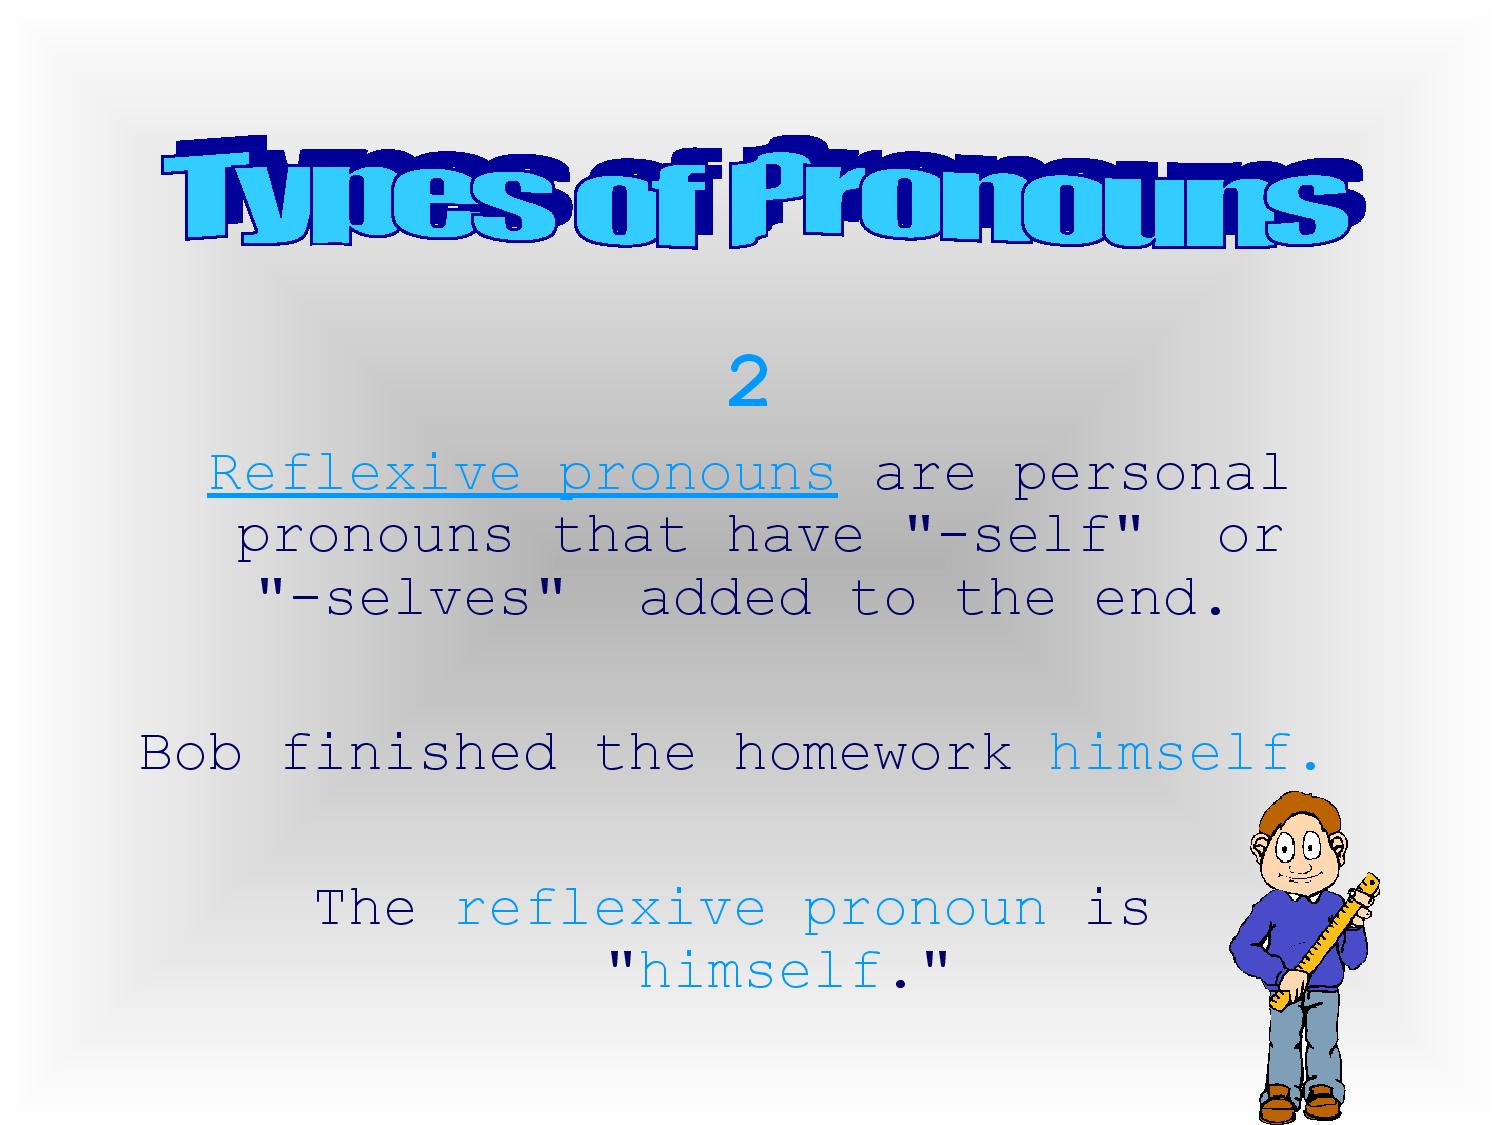 Types of Pronouns
2
Reflexive pronouns are personal
pronouns that have "-self"  or
"-selves"  added to the end.
Bob finished the homework himself.
The reflexive pronoun is
"himself."